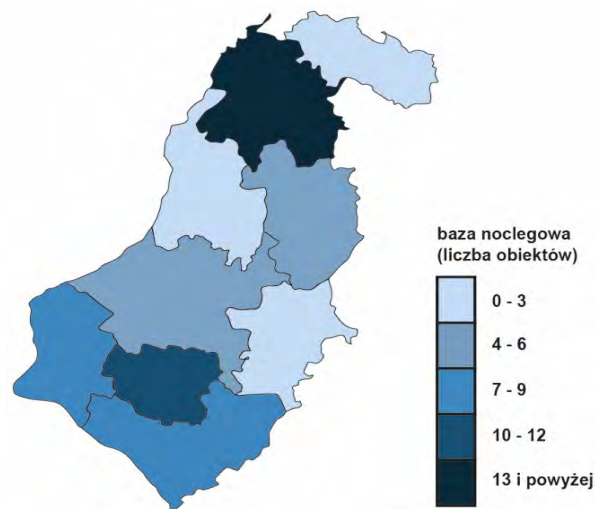 baza noclegowa
(liczba obiektów)
0 - 3
4 - 6
7 - 9
10 - 12
13 i powyżej